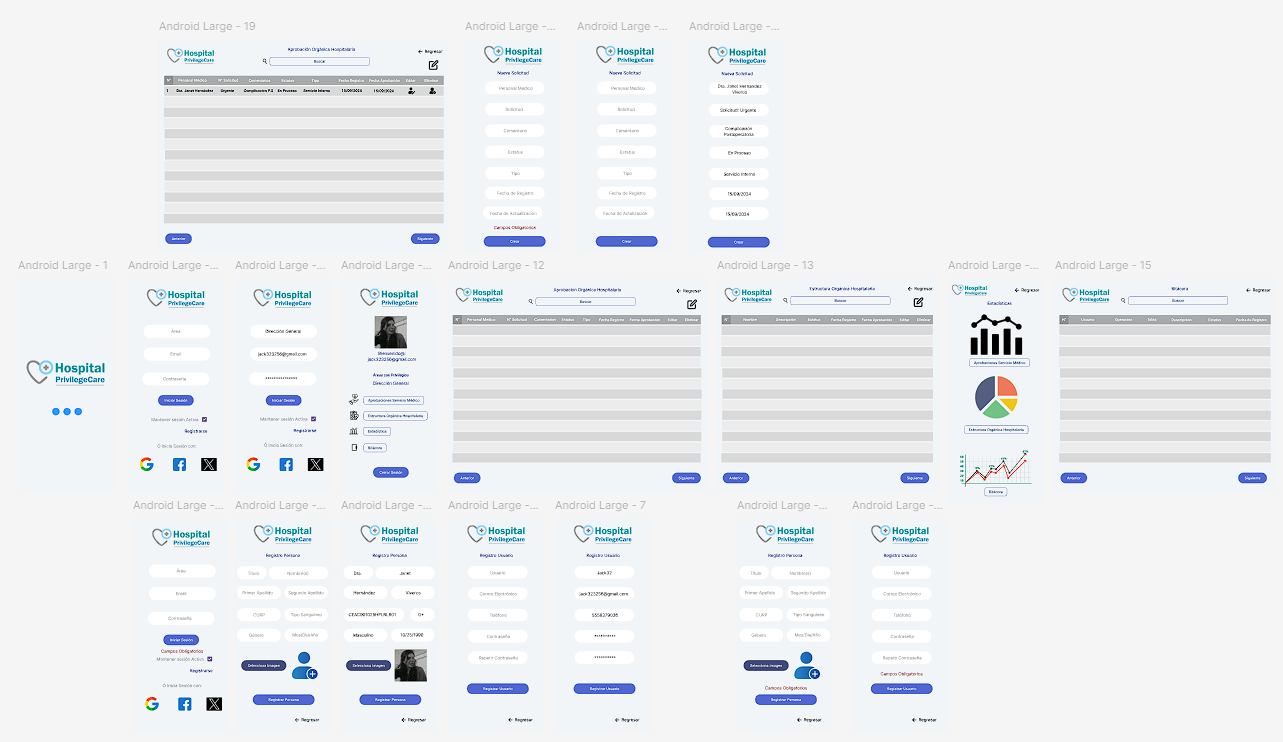 Android Large - 19
Android Large -...
Android Large -...
Android Large -...
Hospital
PrivilegeCare
Aprobación Orgánica Hospitalaria
Buscar
← Regresar
N° Personal Médico N° Solicitud Comentarios Estatus Tipo Fecha Registro Fecha Aprobación Editar Eliminar
1 Dra. Janet Hernández Urgente Complicacion P.O En Proceso Servicio Interno 15/09/2024 15/09/2024
Anterior
Siguiente
Hospital
PrivilegeCare
Nueva Solicitud
Personal Médico
Solicitud
Comentario
Estatus
Tipo
Fecha de Registro
Fecha de Actualización
Campos Obligatorios
Crear
Hospital
PrivilegeCare
Nueva Solicitud
Personal Médico
Solicitud
Comentario
Estatus
Tipo
Fecha de Registro
Fecha de Actualización
Crear
Hospital
PrivilegeCare
Nueva Solicitud
Dra. Janet Hernandez
Viveros
Solicitud Urgente
Complicación
Postoperatoria
En Proceso
Servicio Interno
15/09/2024
15/09/2024
Crear
Android Large - 1
Android Large -...
Android Large -...
Android Large -...
Android Large - 12
Android Large - 13
Android Large -...
Android Large - 15
Hospital
PrivilegeCare
Hospital
PrivilegeCare
Área
Email
Contraseña
Iniciar Sesión
Mantener sesión Activa
Registrarse
Ó Inicia Sesión con:
Hospital
PrivilegeCare
Dirección General
jack323256@gmail.com
***************
Iniciar Sesión
Mantener sesión Activa
Registrarse
Ó Inicia Sesión con:
Hospital
PrivilegeCare
Bienvenid@:
jack323256@gmail.com
Áreas con Privilegios
Dirección General
Aprobaciones Servicio Médico
Estructura Orgánica Hospitalaria
Estadística
Bitácora
Cerrar Sesión
Hospital
PrivilegeCare
Aprobación Orgánica Hospitalaria
Buscar
← Regresar
N° Personal Médico N° Solicitud Comentarios Estatus Tipo Fecha Registro Fecha Aprobación Editar Eliminar
Anterior
Siguiente
Hospital
PrivilegeCare
Estructura Orgánica Hospitalaria
Buscar
← Regresar
N° Nombre Descripción Estatus Fecha Registro Fecha Aprobación Editar Eliminar
Anterior
Siguiente
Hospital
PrivilegeCare
← Regresar
Estadísticas
Aprobaciones Servicio Médico
Estructura Orgánica Hospitalaria
Bitácora
Hospital
PrivilegeCare
Bitácora
Buscar
← Regresar
N° Usuario Operación Tabla Descripción Estatus Fecha de Registro
Anterior
Siguiente
Android Large -...
Android Large -...
Android Large -...
Android Large -...
Android Large - 7
Android Large -...
Android Large -...
Hospital
PrivilegeCare
Área
Email
Contraseña
Iniciar Sesión
Campos Obligatorios
Mantener sesión Activa
Registrarse
Ó Inicia Sesión con:
Hospital
PrivilegeCare
Registro Persona
Título Nombre(s)
Primer Apellido Segundo Apellido
CURP Tipo Sanguíneo
Género Mes/Día/Año
Selecciona Imagen
Registrar Persona
← Regresar
Hospital
PrivilegeCare
Registro Persona
Dra. Janet
Hernández Viveros
O+
Masculino
Selecciona Imagen
Registrar Persona
← Regresar
Hospital
PrivilegeCare
Registro Usuario
Usuario
Correo Electrónico
Teléfono
Contraseña
Repetir Contraseña
Registrar Usuario
← Regresar
Hospital
PrivilegeCare
Registro Usuario
jack32
jack323256@gmail.com
**********
**********
Registrar Usuario
← Regresar
Hospital
PrivilegeCare
Registro Persona
Título Nombre(s)
Primer Apellido Segundo Apellido
CURP Tipo Sanguíneo
Género Mes/Día/Año
Selecciona Imagen
Campos Obligatorios
Registrar Persona
← Regresar
Hospital
PrivilegeCare
Registro Usuario
Usuario
Correo Electrónico
Teléfono
Contraseña
Repetir Contraseña
Campos Obligatorios
Registrar Usuario
← Regresar